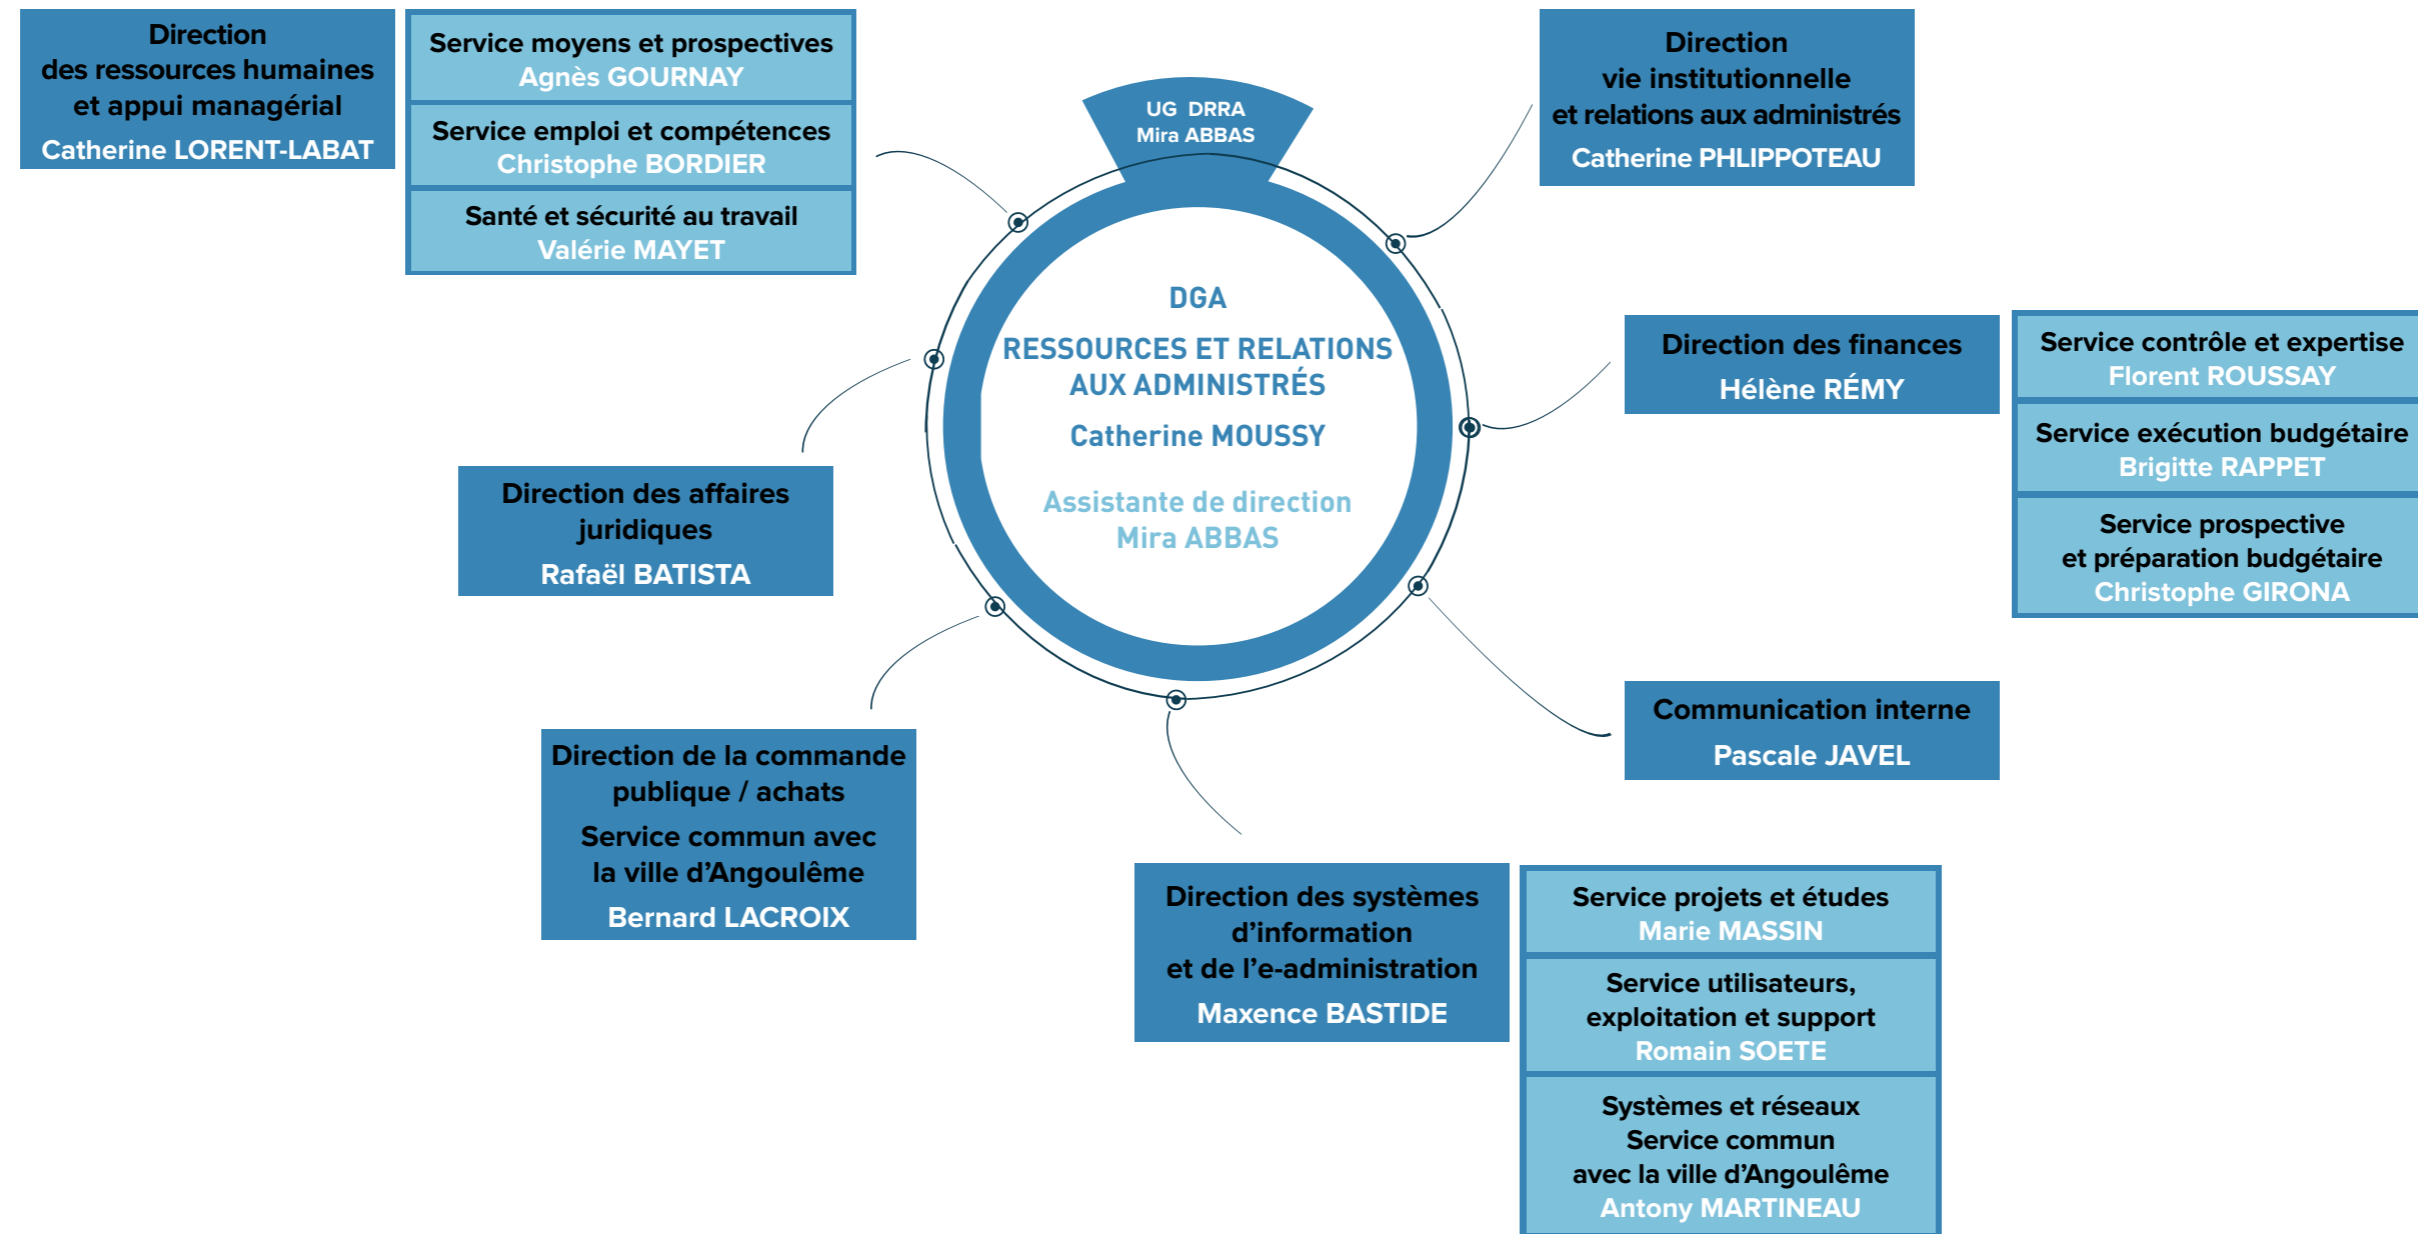 Direction
des ressources humaines
et appui managérial
Catherine LORENT-LABAT
Service moyens et prospectives
Agnès GOURNAY
Service emploi et compétences
Christophe BORDIER
Santé et sécurité au travail
Valérie MAYET
UG DRRA
Mira ABBAS
Direction
vie institutionnelle
et relations aux administrés
Catherine PHLIPPOTEAU
DGA
RESSOURCES ET RELATIONS
AUX ADMINISTRÉS
Catherine MOUSSY
Assistante de direction
Mira ABBAS
Direction des finances
Hélène RÉMY
Service contrôle et expertise
Florent ROUSSAY
Service exécution budgétaire
Brigitte RAPPET
Service prospective
et préparation budgétaire
Christophe GIRONA
Direction des affaires
juridiques
Rafaël BATISTA
Communication interne
Pascale JAVEL
Direction de la commande
publique / achats
Service commun avec
la ville d’Angoulême
Bernard LACROIX
Direction des systèmes
d’information
et de l’e-administration
Maxence BASTIDE
Service projets et études
Marie MASSIN
Service utilisateurs,
exploitation et support
Romain SOETE
Systèmes et réseaux
Service commun
avec la ville d’Angoulême
Antony MARTINEAU